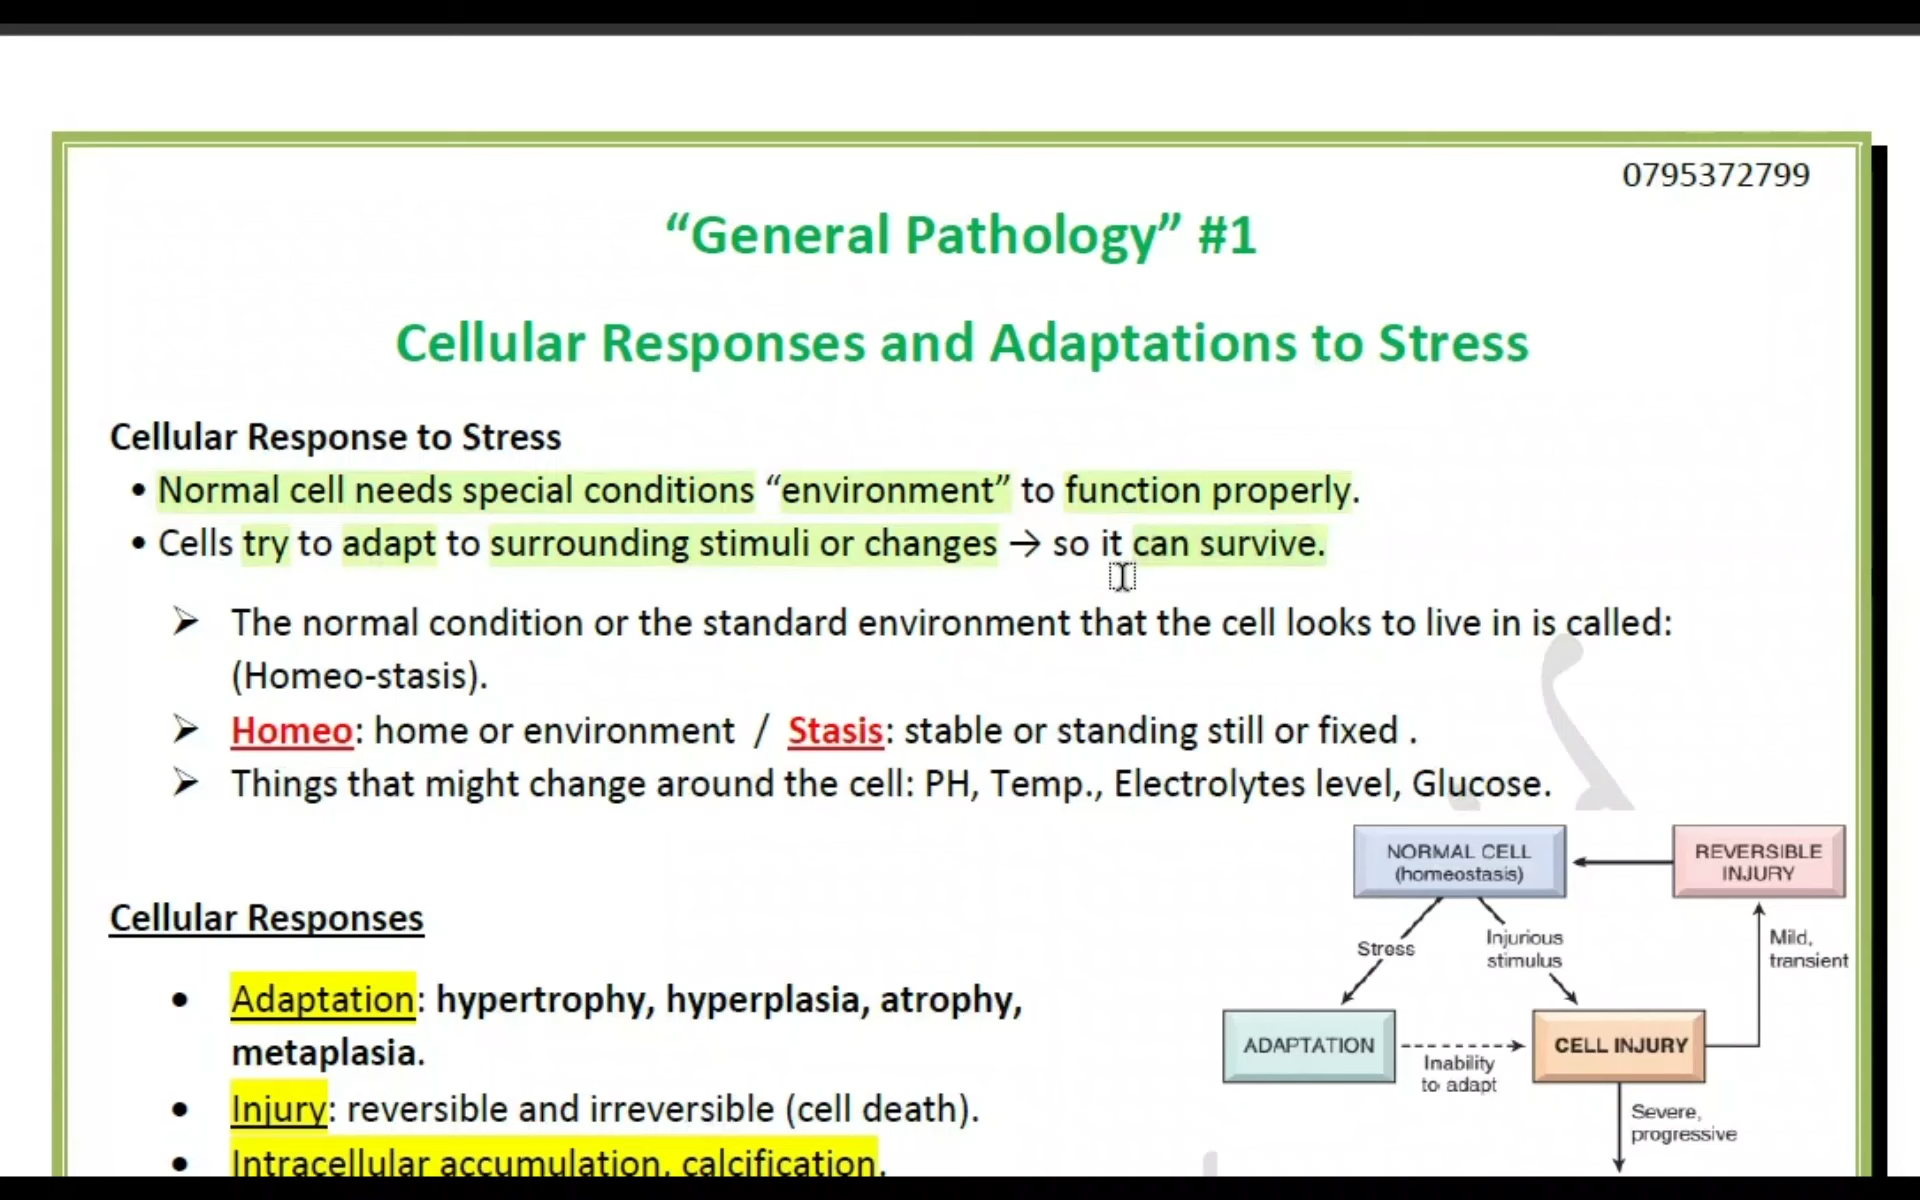 0795372799
“General Pathology” #1
Cellular Responses and Adaptations to Stress
Cellular Response to Stress
• Normal cell needs special conditions “environment” to function properly.
• Cells try to adapt to surrounding stimuli or changes → so it can survive.
➢ The normal condition or the standard environment that the cell looks to live in is called:
(Homeo-stasis).
➢ Homeo: home or environment / Stasis: stable or standing still or fixed .
➢ Things that might change around the cell: PH, Temp., Electrolytes level, Glucose.
NORMAL CELL
(homeostasis)
REVERSIBLE
INJURY
Cellular Responses
Stress
Injurious
stimulus
Mild,
transient
• Adaptation: hypertrophy, hyperplasia, atrophy,
metaplasia.
ADAPTATION
Inability
to adapt
CELL INJURY
• Injury: reversible and irreversible (cell death).
Severe,
progressive
• Intracellular accumulation, calcification.